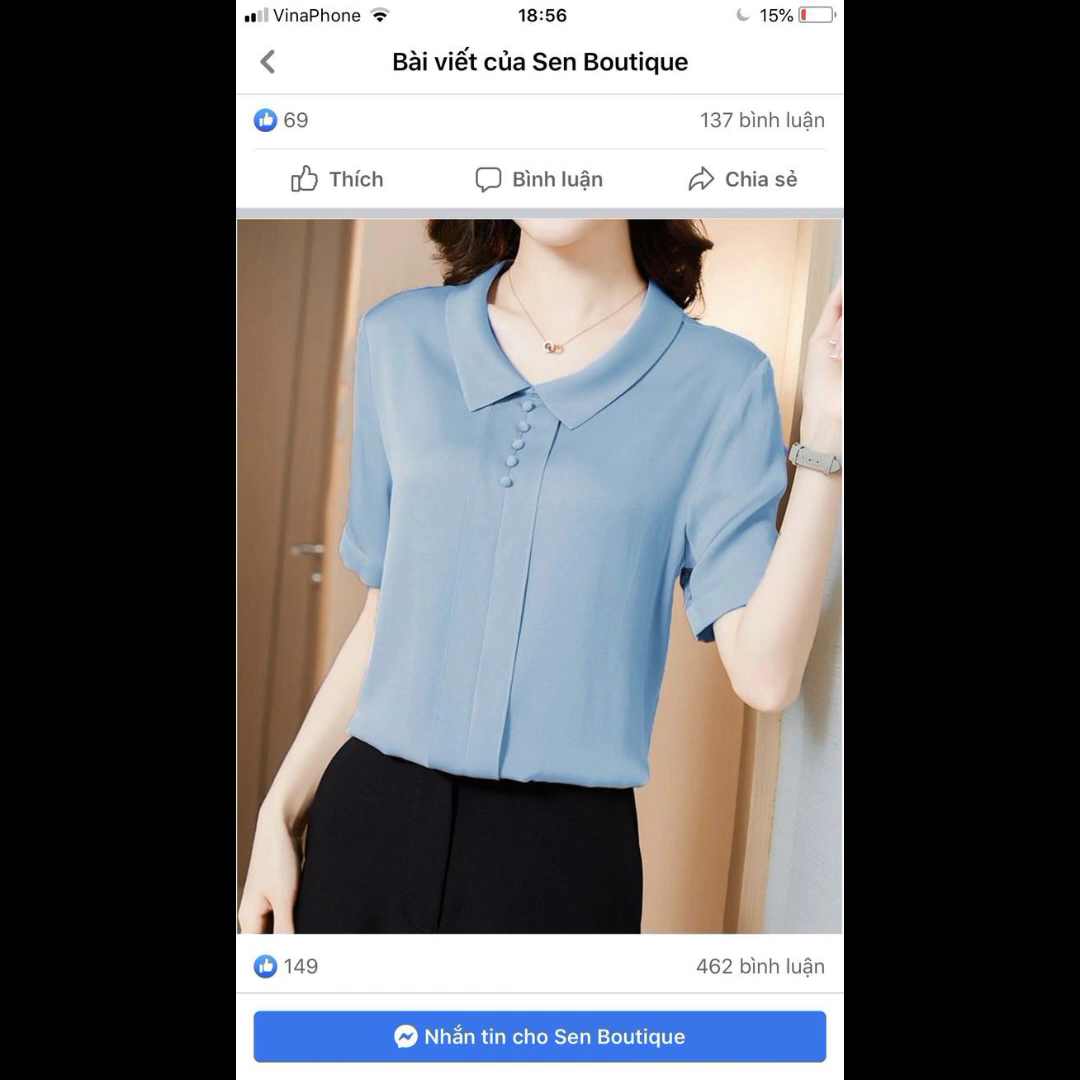 VinaPhone 18:56 15%
Bài viết của Sen Boutique
69 137 bình luận
Thích Bình luận Chia sẻ
149 462 bình luận
Nhắn tin cho Sen Boutique